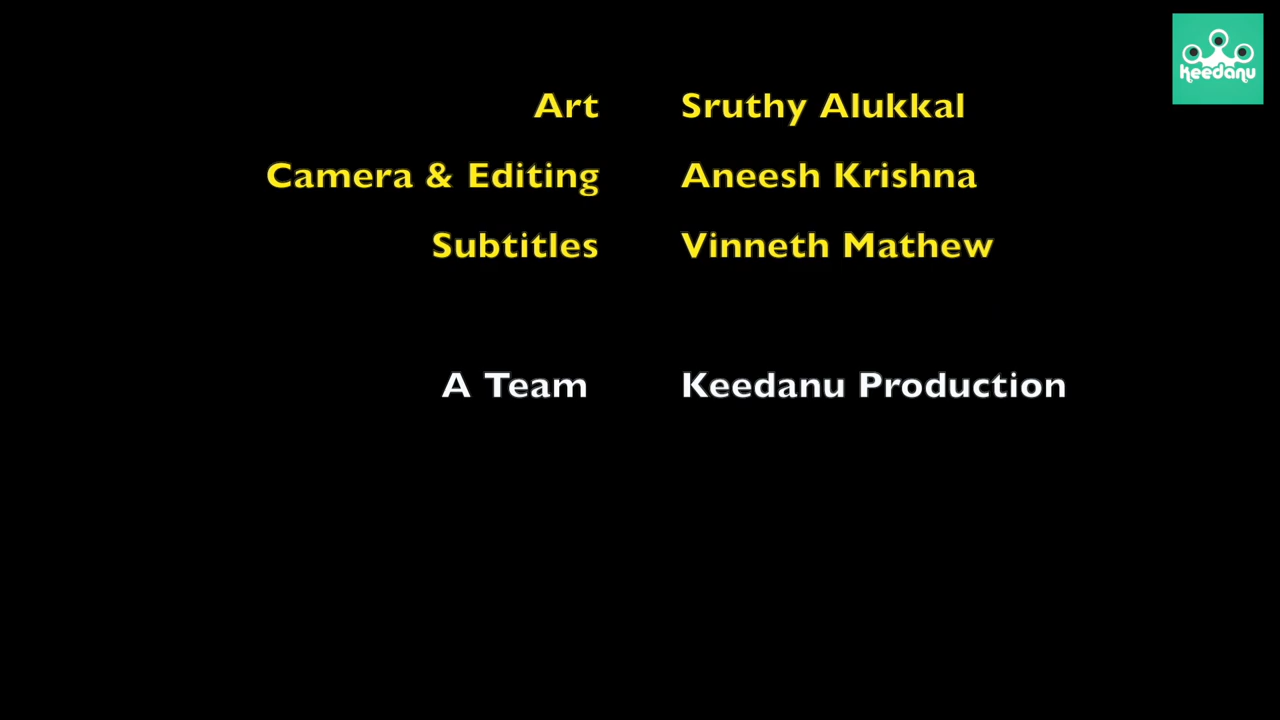 keedanu
Art Sruthy Alukkal
Camera & Editing Aneesh Krishna
Subtitles Vinneth Mathew
A Team Keedanu Production